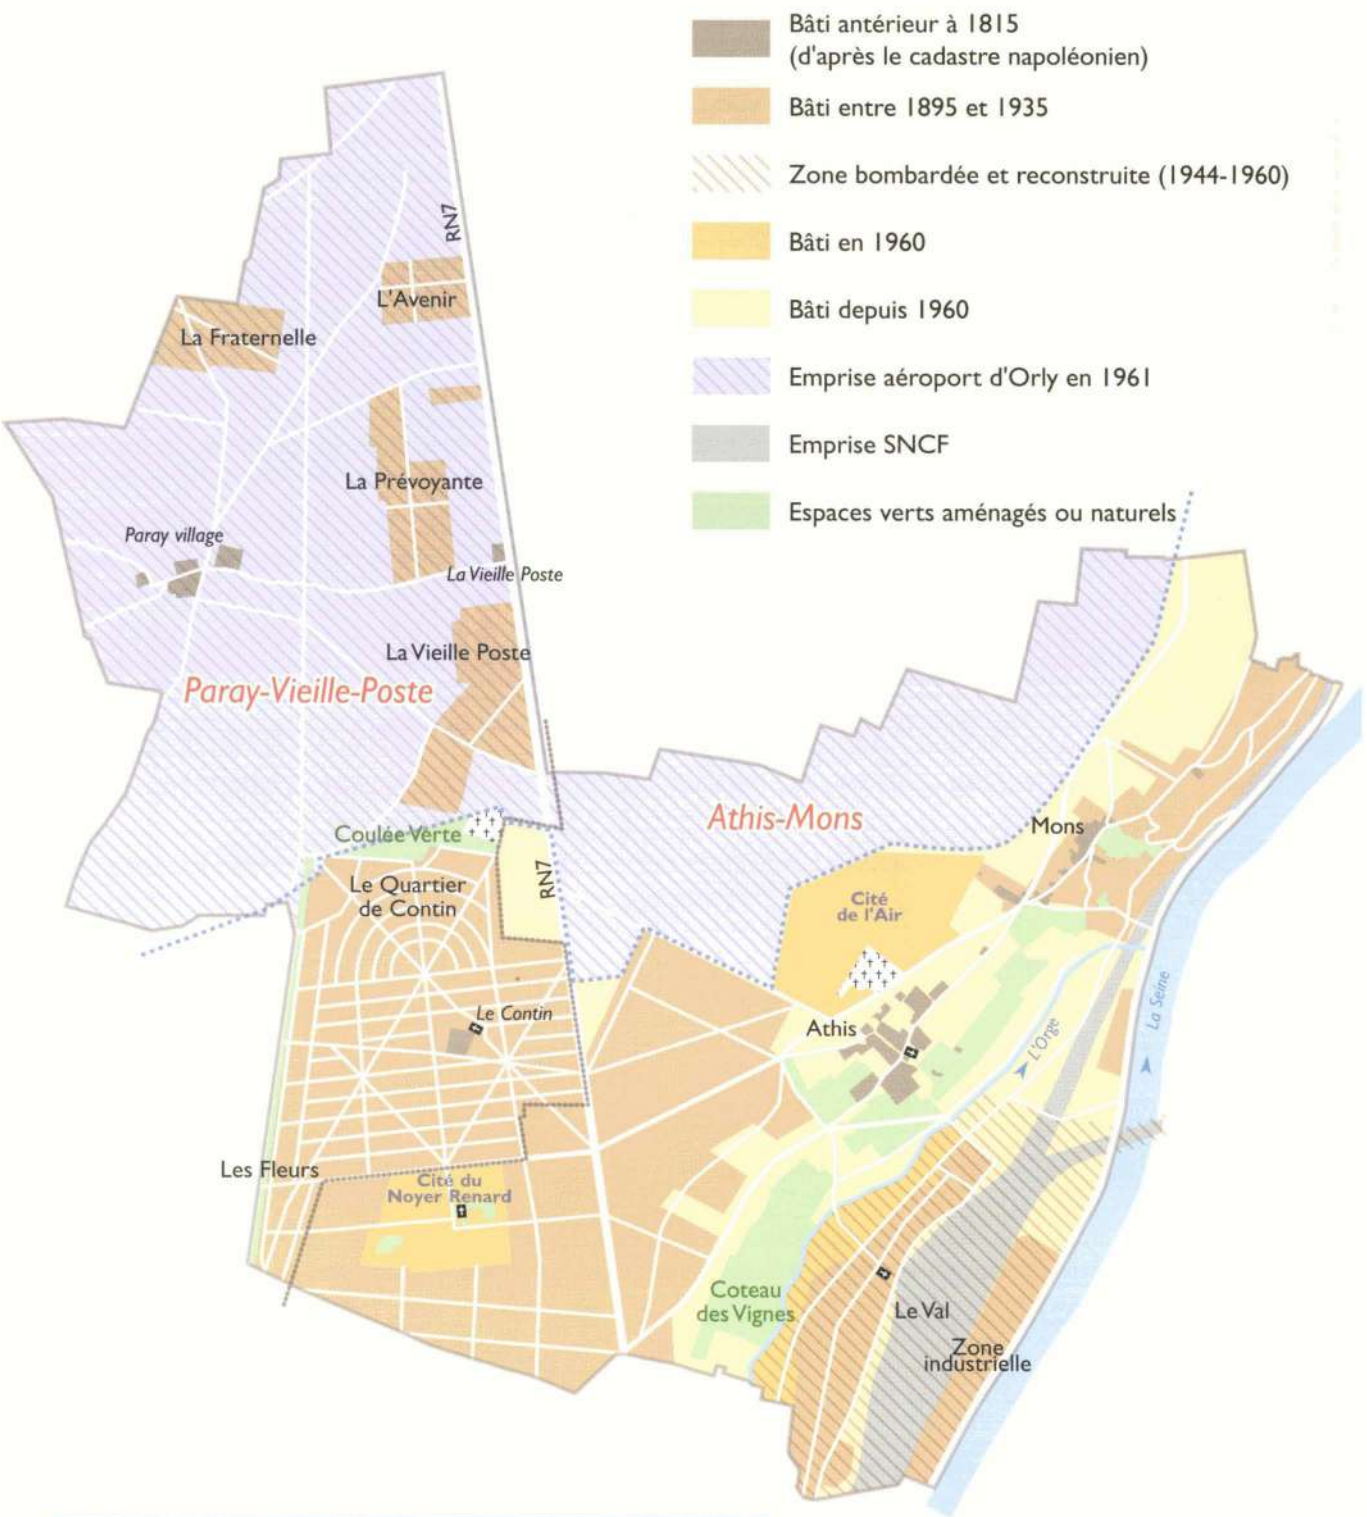 Bâti antérieur à 1815
(d'après le cadastre napoléonien)
Bâti entre 1895 et 1935
Zone bombardée et reconstruite (1944-1960)
Bâti en 1960
Bâti depuis 1960
Emprise aéroport d'Orly en 1961
Emprise SNCF
Espaces verts aménagés ou naturels
RN7
L'Avenir
La Fraternelle
La Prévoyante
Paray village
La Vieille Poste
La Vieille Poste
Paray-Vieille-Poste
Athis-Mons
Mons
Coulée Verte
RN7
Le Quartier
de Contin
Cité
de l'Air
Le Contin
Athis
L'Orge
La Seine
Les Fleurs
Cité du
Noyer Renard
Coteau
des Vignes
Le Val
Zone
industrielle